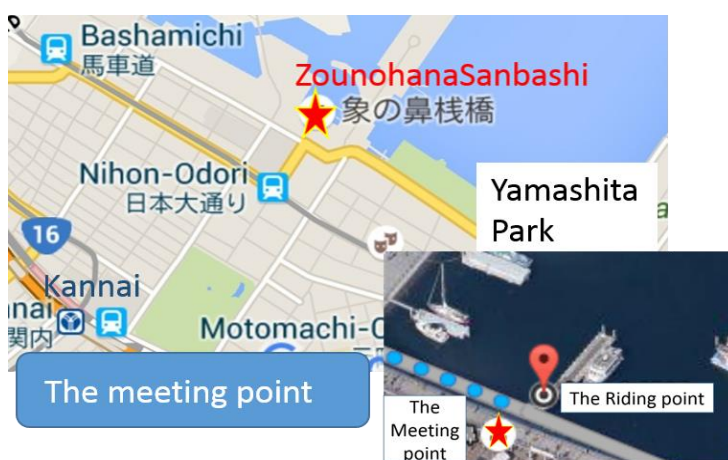 Bashamichi
馬車道
ZounohanaSanbashi
象の鼻桟橋
Nihon-Odori
日本大通り
Yamashita
Park
a
16
Kannai
nai
関内
Motomachi-C
The meeting point
The Riding point
The
Meeting
point